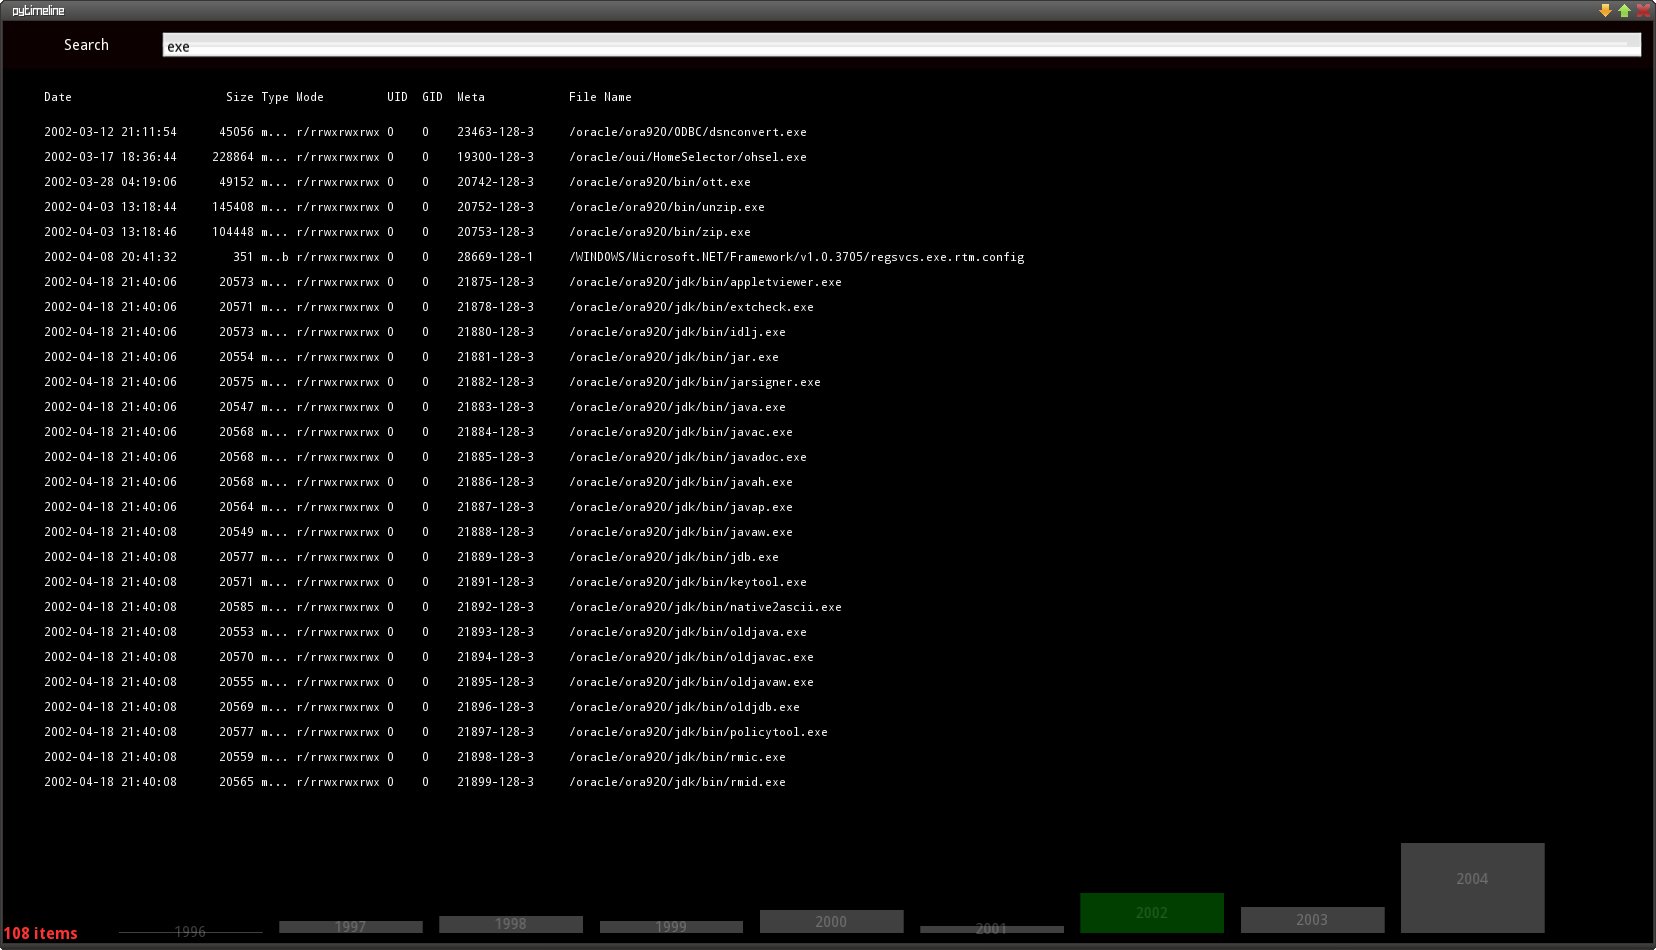 pytimeline
Search exe
Date Size Type Mode UID GID Meta File Name
2002-03-12 21:11:54 45056 m... r/rrwxrwxrwx 0 0 23463-128-3 /oracle/ora920/ODBC/dsnconvert.exe
2002-03-17 18:36:44 228864 m... r/rrwxrwxrwx 0 0 19300-128-3 /oracle/oui/HomeSelector/ohsel.exe
2002-03-28 04:19:06 49152 m... r/rrwxrwxrwx 0 0 20742-128-3 /oracle/ora920/bin/ott.exe
2002-04-03 13:18:44 145408 m... r/rrwxrwxrwx 0 0 20752-128-3 /oracle/ora920/bin/unzip.exe
2002-04-03 13:18:46 104448 m... r/rrwxrwxrwx 0 0 20753-128-3 /oracle/ora920/bin/zip.exe
2002-04-08 20:41:32 351 m..b r/rrwxrwxrwx 0 0 28669-128-1 /WINDOWS/Microsoft.NET/Framework/v1.0.3705/regsvcs.exe.rtm.config
2002-04-18 21:40:06 20573 m... r/rrwxrwxrwx 0 0 21875-128-3 /oracle/ora920/jdk/bin/appletviewer.exe
2002-04-18 21:40:06 20571 m... r/rrwxrwxrwx 0 0 21878-128-3 /oracle/ora920/jdk/bin/extcheck.exe
2002-04-18 21:40:06 20573 m... r/rrwxrwxrwx 0 0 21880-128-3 /oracle/ora920/jdk/bin/idlj.exe
2002-04-18 21:40:06 20554 m... r/rrwxrwxrwx 0 0 21881-128-3 /oracle/ora920/jdk/bin/jar.exe
2002-04-18 21:40:06 20575 m... r/rrwxrwxrwx 0 0 21882-128-3 /oracle/ora920/jdk/bin/jarsigner.exe
2002-04-18 21:40:06 20547 m... r/rrwxrwxrwx 0 0 21883-128-3 /oracle/ora920/jdk/bin/java.exe
2002-04-18 21:40:06 20568 m... r/rrwxrwxrwx 0 0 21884-128-3 /oracle/ora920/jdk/bin/javac.exe
2002-04-18 21:40:06 20568 m... r/rrwxrwxrwx 0 0 21885-128-3 /oracle/ora920/jdk/bin/javadoc.exe
2002-04-18 21:40:06 20568 m... r/rrwxrwxrwx 0 0 21886-128-3 /oracle/ora920/jdk/bin/javah.exe
2002-04-18 21:40:06 20564 m... r/rrwxrwxrwx 0 0 21887-128-3 /oracle/ora920/jdk/bin/javap.exe
2002-04-18 21:40:08 20549 m... r/rrwxrwxrwx 0 0 21888-128-3 /oracle/ora920/jdk/bin/javaw.exe
2002-04-18 21:40:08 20577 m... r/rrwxrwxrwx 0 0 21889-128-3 /oracle/ora920/jdk/bin/jdb.exe
2002-04-18 21:40:08 20571 m... r/rrwxrwxrwx 0 0 21891-128-3 /oracle/ora920/jdk/bin/keytool.exe
2002-04-18 21:40:08 20585 m... r/rrwxrwxrwx 0 0 21892-128-3 /oracle/ora920/jdk/bin/native2ascii.exe
2002-04-18 21:40:08 20553 m... r/rrwxrwxrwx 0 0 21893-128-3 /oracle/ora920/jdk/bin/oldjava.exe
2002-04-18 21:40:08 20570 m... r/rrwxrwxrwx 0 0 21894-128-3 /oracle/ora920/jdk/bin/oldjavac.exe
2002-04-18 21:40:08 20555 m... r/rrwxrwxrwx 0 0 21895-128-3 /oracle/ora920/jdk/bin/oldjavaw.exe
2002-04-18 21:40:08 20569 m... r/rrwxrwxrwx 0 0 21896-128-3 /oracle/ora920/jdk/bin/oldjdb.exe
2002-04-18 21:40:08 20577 m... r/rrwxrwxrwx 0 0 21897-128-3 /oracle/ora920/jdk/bin/policytool.exe
2002-04-18 21:40:08 20559 m... r/rrwxrwxrwx 0 0 21898-128-3 /oracle/ora920/jdk/bin/rmic.exe
2002-04-18 21:40:08 20565 m... r/rrwxrwxrwx 0 0 21899-128-3 /oracle/ora920/jdk/bin/rmid.exe
108 items 1996 1997 1998 1999 2000 2001 2002 2003 2004